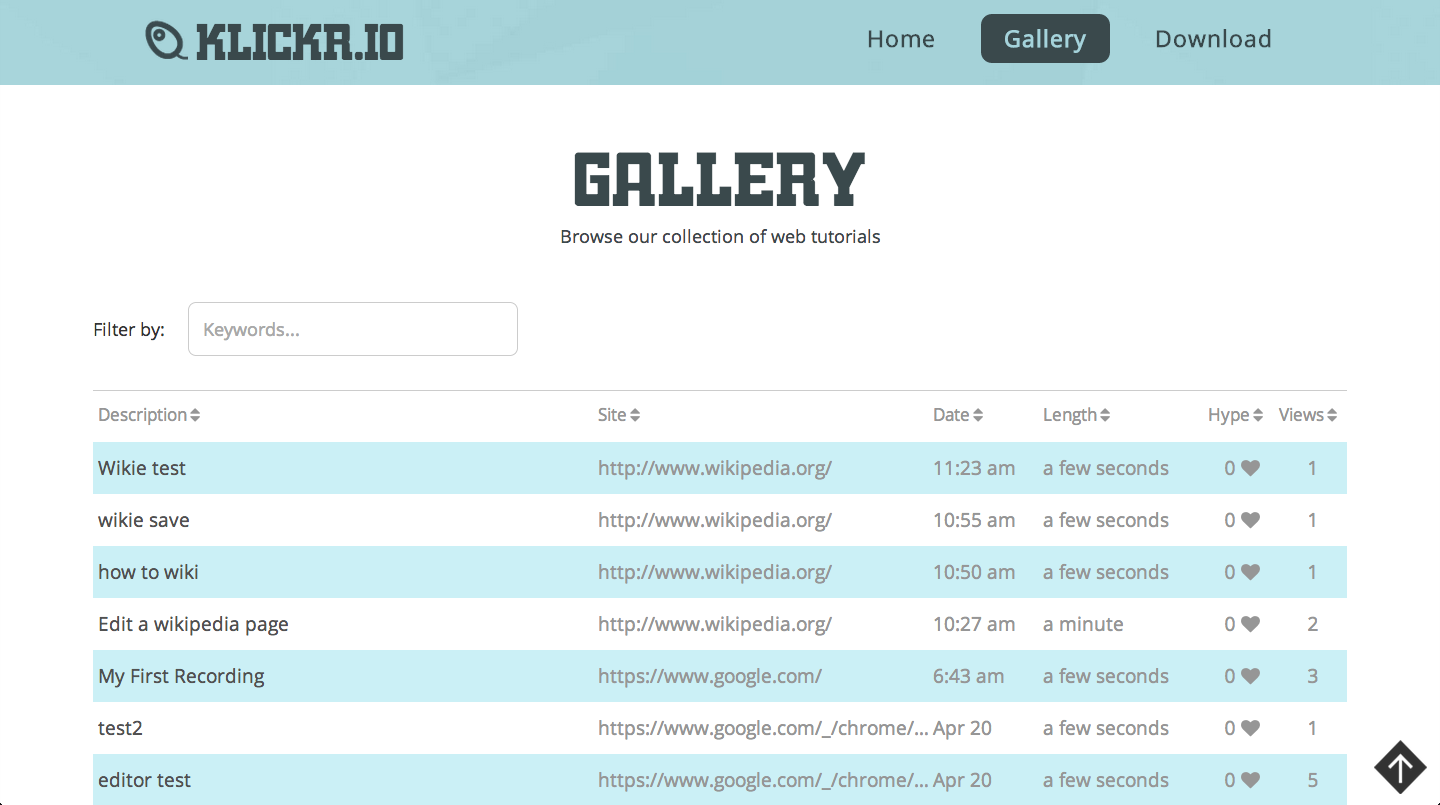 KLICKR.IO Home Gallery Download
GALLERY
Browse our collection of web tutorials
Filter by: Keywords...
Description Site Date Length Hype Views
Wikie test http://www.wikipedia.org/ 11:23 am a few seconds 0 1
wikie save http://www.wikipedia.org/ 10:55 am a few seconds 0 1
how to wiki http://www.wikipedia.org/ 10:50 am a few seconds 0 1
Edit a wikipedia page http://www.wikipedia.org/ 10:27 am a minute 0 2
My First Recording https://www.google.com/ 6:43 am a few seconds 0 3
test2 https://www.google.com/_/chrome/... Apr 20 a few seconds 0 1
editor test https://www.google.com/_/chrome/... Apr 20 a few seconds 0 5